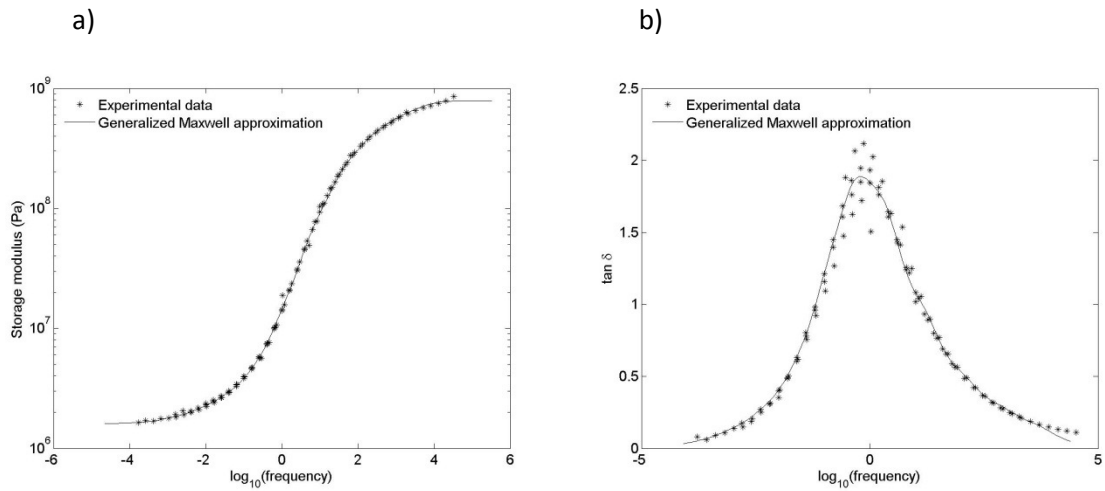 a)
b)
10^9
10^8
10^7
10^6
Storage modulus (Pa)
* Experimental data
Generalized Maxwell approximation
-6 -4 -2 0 2 4 6
log_10(frequency)
2.5
2
1.5
1
0.5
0
tan δ
* Experimental data
Generalized Maxwell approximation
-5 0 5
log_10(frequency)